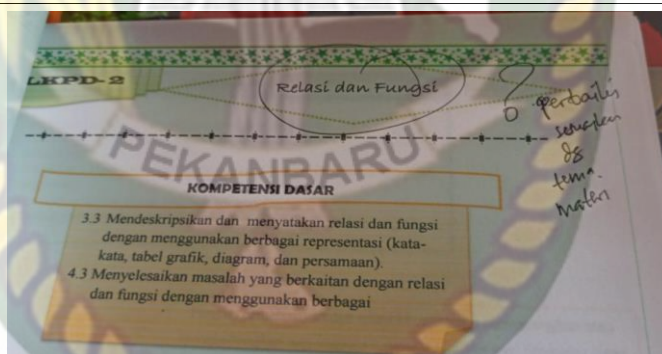 LKPD-2
Relasi dan Fungsi
?
perbaiki
sesuaikan
dg
tema
materi
PEKANBARU
KOMPETENSI DASAR
3.3 Mendeskripsikan dan menyatakan relasi dan fungsi
dengan menggunakan berbagai representasi (kata-
kata, tabel grafik, diagram, dan persamaan).
4.3 Menyelesaikan masalah yang berkaitan dengan relasi
dan fungsi dengan menggunakan berbagai